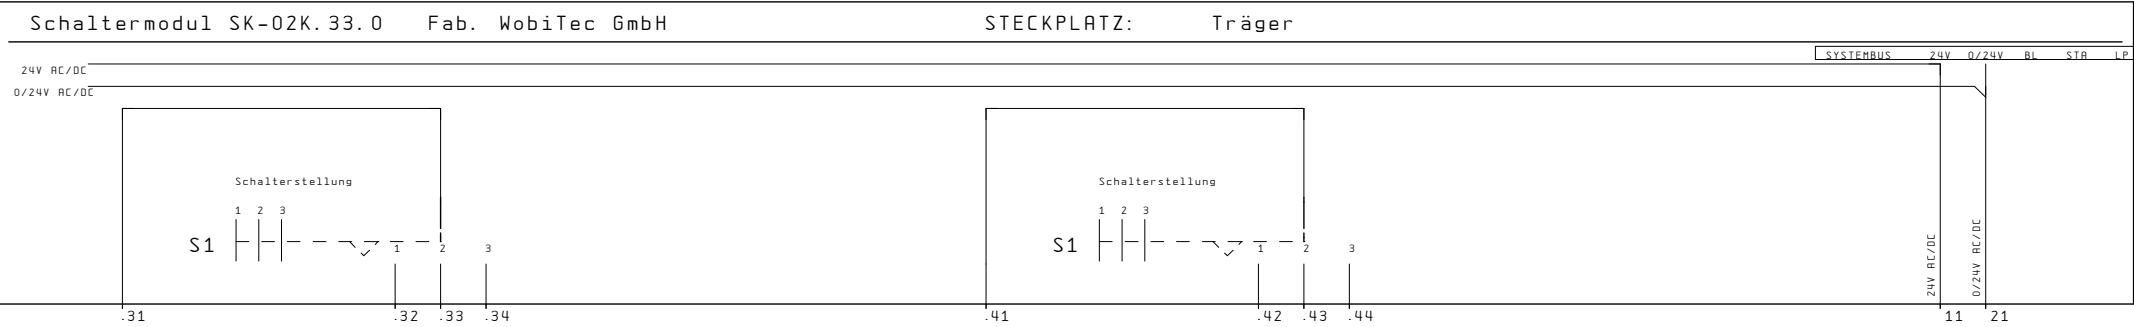 Schaltermodul SK-02K.33.0 Fab. WobiTec GmbH STECKPLATZ: Träger
SYSTEMBUS 24V 0/24V BL STA LP
24V AC/DC
0/24V AC/DC
Schalterstellung Schalterstellung
1 2 3 1 2 3
S1 1 2 3 S1 1 2 3
24V AC/DC
0/24V AC/DC
.31 .32 .33 .34 .41 .42 .43 .44 11 21